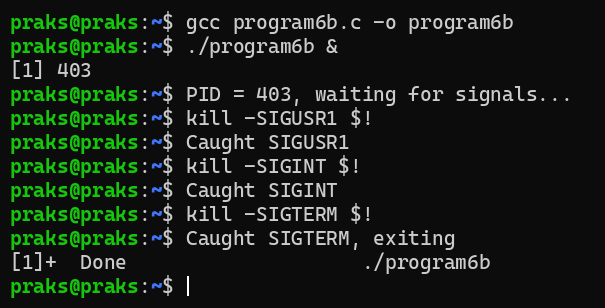 praks@praks:~$ gcc program6b.c -o program6b
praks@praks:~$ ./program6b &
[1] 403
praks@praks:~$ PID = 403, waiting for signals...
praks@praks:~$ kill -SIGUSR1 $!
praks@praks:~$ Caught SIGUSR1
praks@praks:~$ kill -SIGINT $!
praks@praks:~$ Caught SIGINT
praks@praks:~$ kill -SIGTERM $!
praks@praks:~$ Caught SIGTERM, exiting
[1]+  Done                    ./program6b
praks@praks:~$